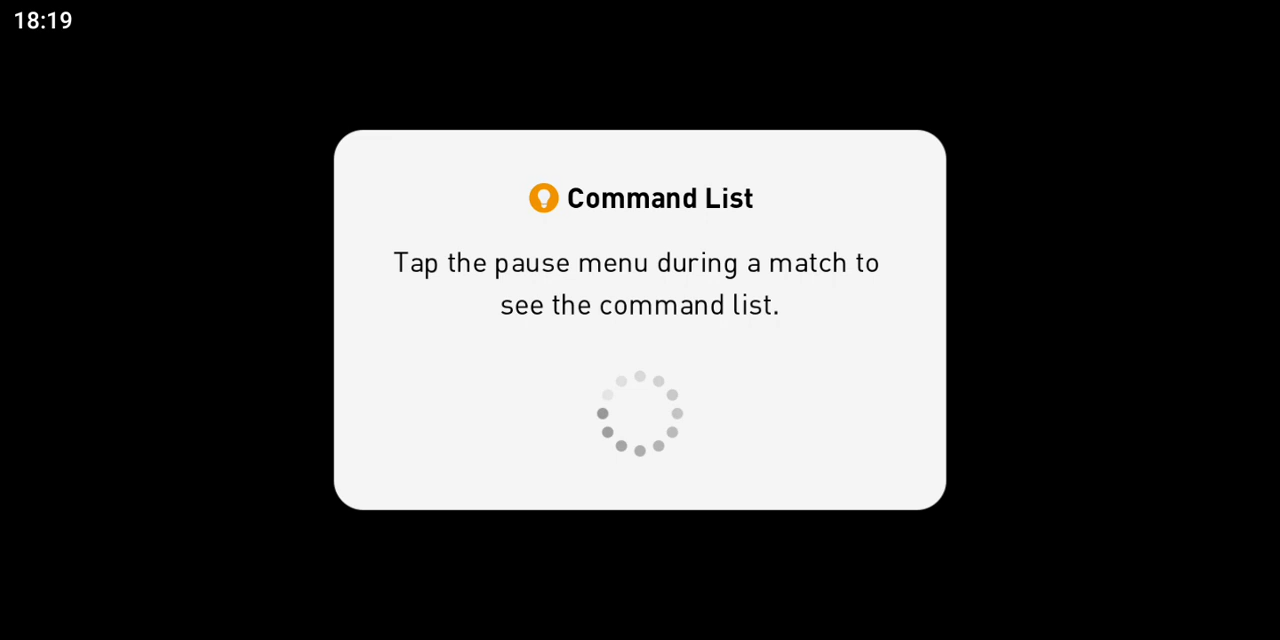 18:19
Command List
Tap the pause menu during a match to
see the command list.